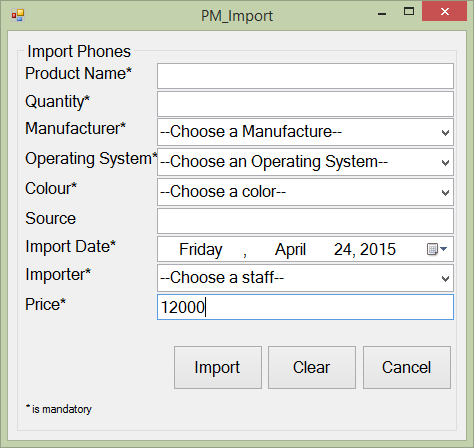 PM_Import
Import Phones
Product Name*
Quantity*
Manufacturer* --Choose a Manufacture--
Operating System* --Choose an Operating System--
Colour* --Choose a color--
Source
Import Date* Friday , April 24, 2015
Importer* --Choose a staff--
Price* 12000
Import Clear Cancel
* is mandatory